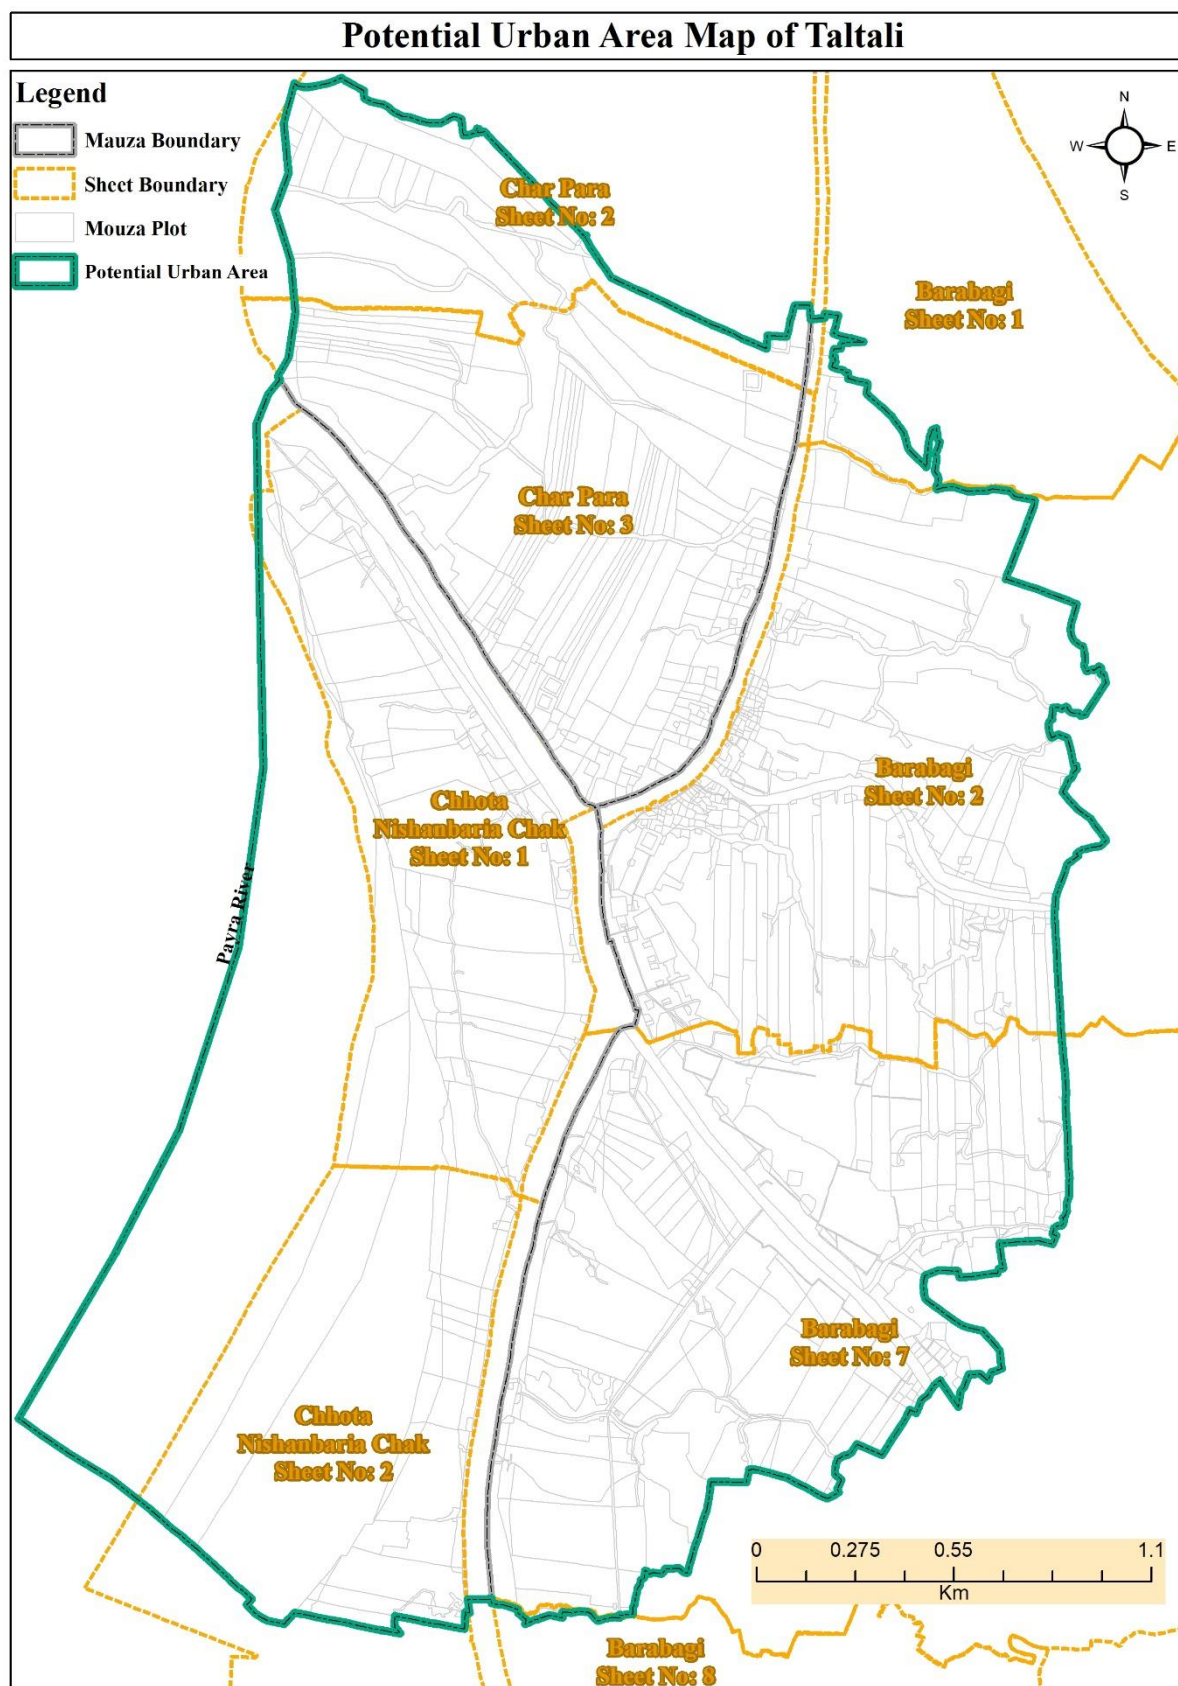 Potential Urban Area Map of Taltali
Legend
Mauza Boundary
Sheet Boundary
Mouza Plot
Potential Urban Area
N
W
E
S
Char Para
Sheet No: 2
Barabagi
Sheet No: 1
Char Para
Sheet No: 3
Barabagi
Sheet No: 2
Chhota
Nishanbaria Chak
Sheet No: 1
Payra River
Barabagi
Sheet No: 7
Chhota
Nishanbaria Chak
Sheet No: 2
0 0.275 0.55 1.1
Km
Barabagi
Sheet No: 8